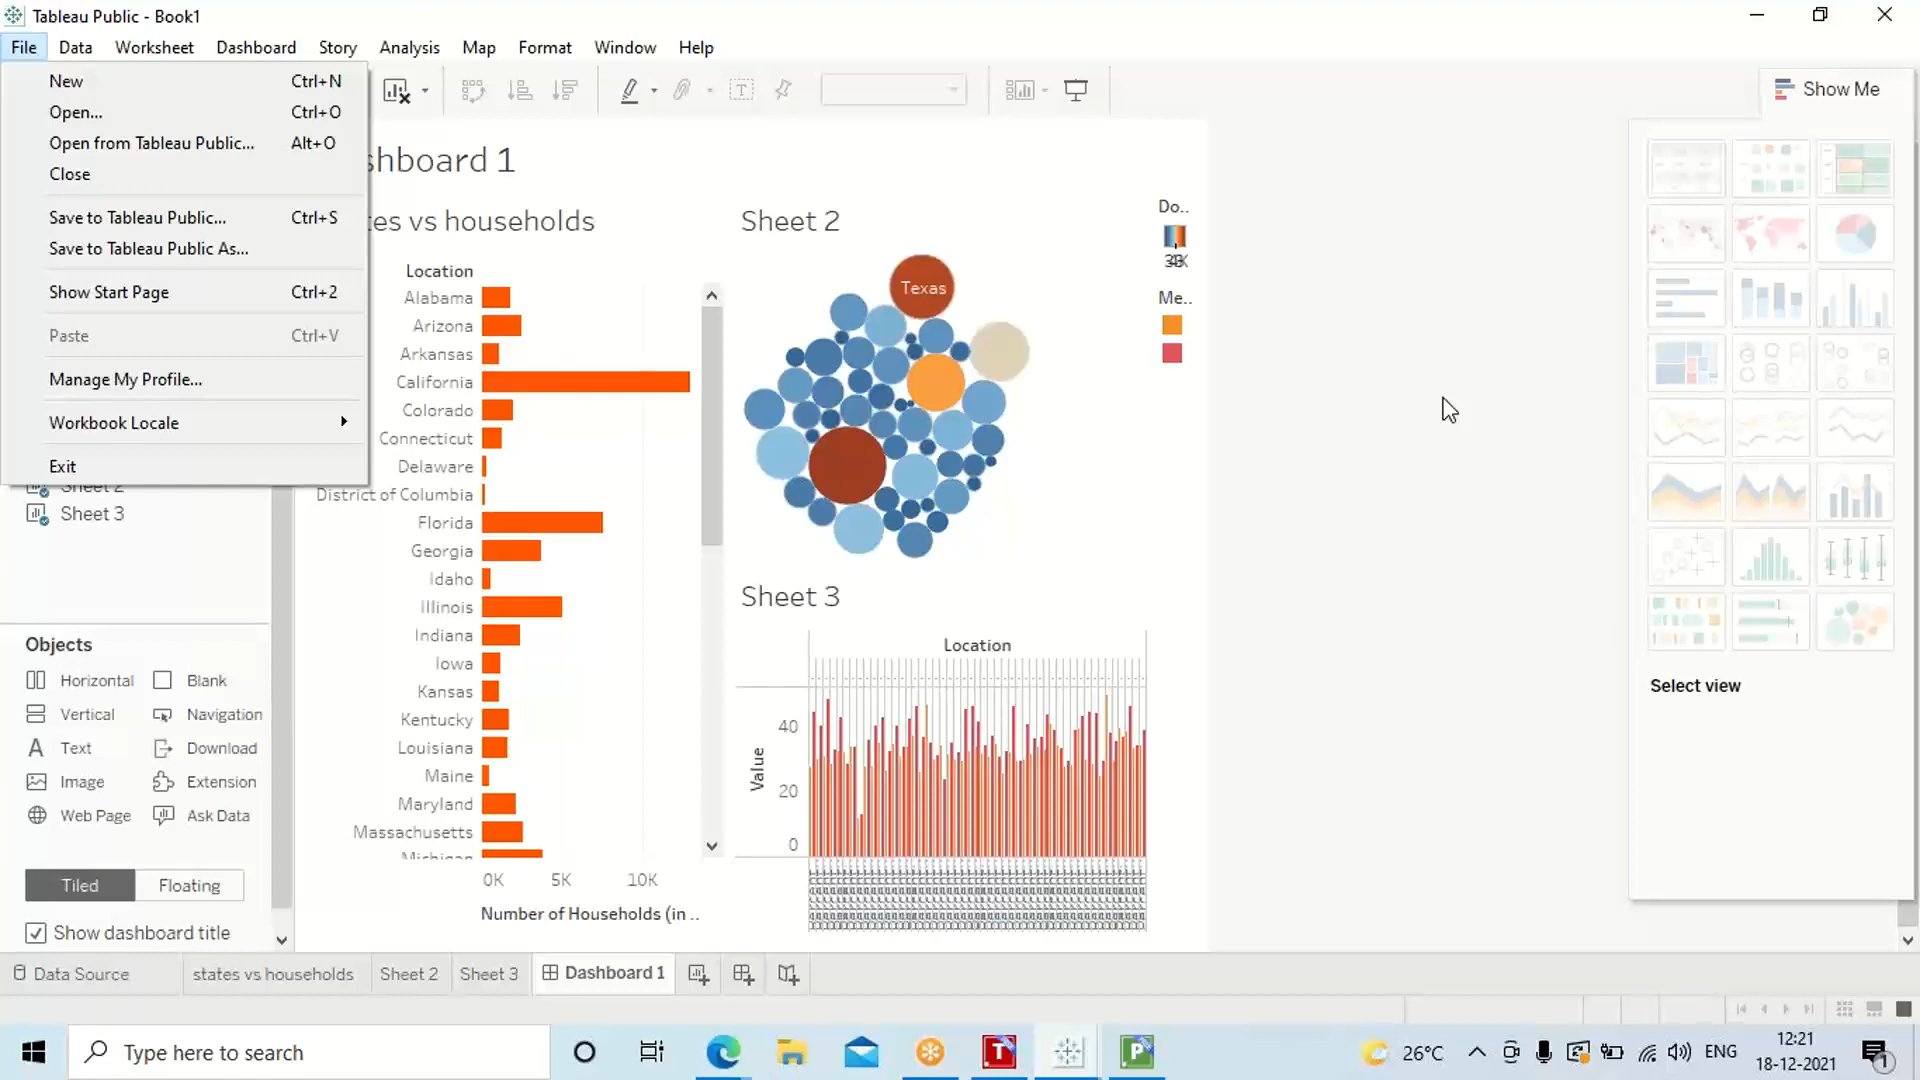 Tableau Public - Book1
File Data Worksheet Dashboard Story Analysis Map Format Window Help
New Ctrl+N
Open... Ctrl+O
Open from Tableau Public... Alt+O
Close
Save to Tableau Public... Ctrl+S
Save to Tableau Public As...
Show Start Page Ctrl+2
Paste Ctrl+V
Manage My Profile...
Workbook Locale
Exit
Sheet 2
Sheet 3
Objects
Horizontal Blank
Vertical Navigation
Text Download
Image Extension
Web Page Ask Data
Tiled Floating
Show dashboard title
shboard 1
es vs households
Location
Alabama
Arizona
Arkansas
California
Colorado
Connecticut
Delaware
District of Columbia
Florida
Georgia
Idaho
Illinois
Indiana
Iowa
Kansas
Kentucky
Louisiana
Maine
Maryland
Massachusetts
Michigan
0K 5K 10K
Number of Households (in ..
Sheet 2
Texas
Do..
Me..
Sheet 3
Location
Value
40
20
0
Show Me
Select view
Data Source states vs households Sheet 2 Sheet 3 Dashboard 1
Type here to search
26°C ENG
12:21
18-12-2021
1